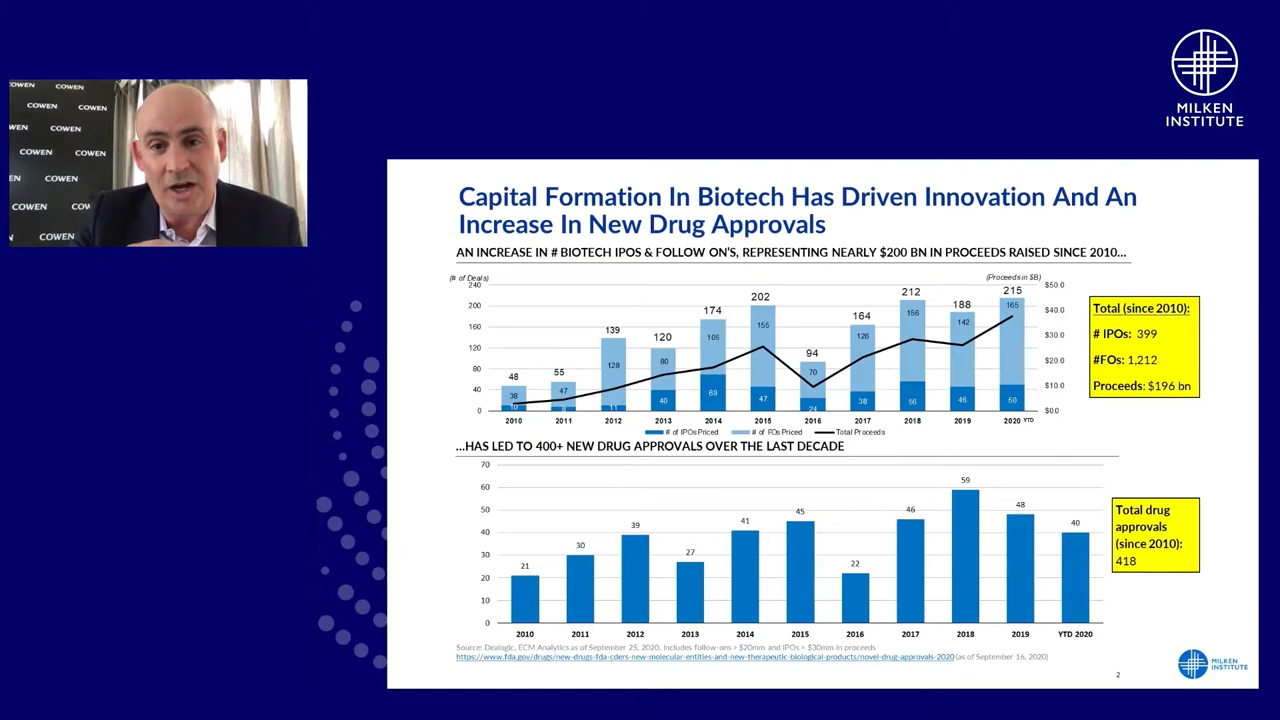 MILKEN
INSTITUTE
COWEN
COWEN
COWEN
COWEN
COWEN
COWEN
COWEN
COWEN
COWEN
COWEN
Capital Formation In Biotech Has Driven Innovation And An
Increase In New Drug Approvals
AN INCREASE IN # BIOTECH IPOS & FOLLOW ON'S, REPRESENTING NEARLY $200 BN IN PROCEEDS RAISED SINCE 2010...
(# of Deals)
(Proceeds in $B)
240
200
160
120
80
40
0
$50.0
$40.0
$30.0
$20.0
$10.0
$0.0
48 55 139 120 174 202 94 164 212 188 215
38 47 128 80 105 155 70 126 156 142 165
10 8 11 40 69 47 24 38 56 46 50
2010 2011 2012 2013 2014 2015 2016 2017 2018 2019 2020 YTD
# of IPOs Priced # of FOs Priced Total Proceeds
Total (since 2010):
# IPOs: 399
#FOs: 1,212
Proceeds: $196 bn
...HAS LED TO 400+ NEW DRUG APPROVALS OVER THE LAST DECADE
70
60
50
40
30
20
10
0
21 30 39 27 41 45 22 46 59 48 40
2010 2011 2012 2013 2014 2015 2016 2017 2018 2019 YTD 2020
Total drug
approvals
(since 2010):
418
Source: Dealogic, ECM Analytics as of September 25, 2020. Includes follow-ons > $20mm and IPOs > $30mm in proceeds
https://www.fda.gov/drugs/new-drugs-fda-cders-new-molecular-entities-and-new-therapeutic-biological-products/novel-drug-approvals-2020 (as of September 16, 2020)
2
MILKEN
INSTITUTE